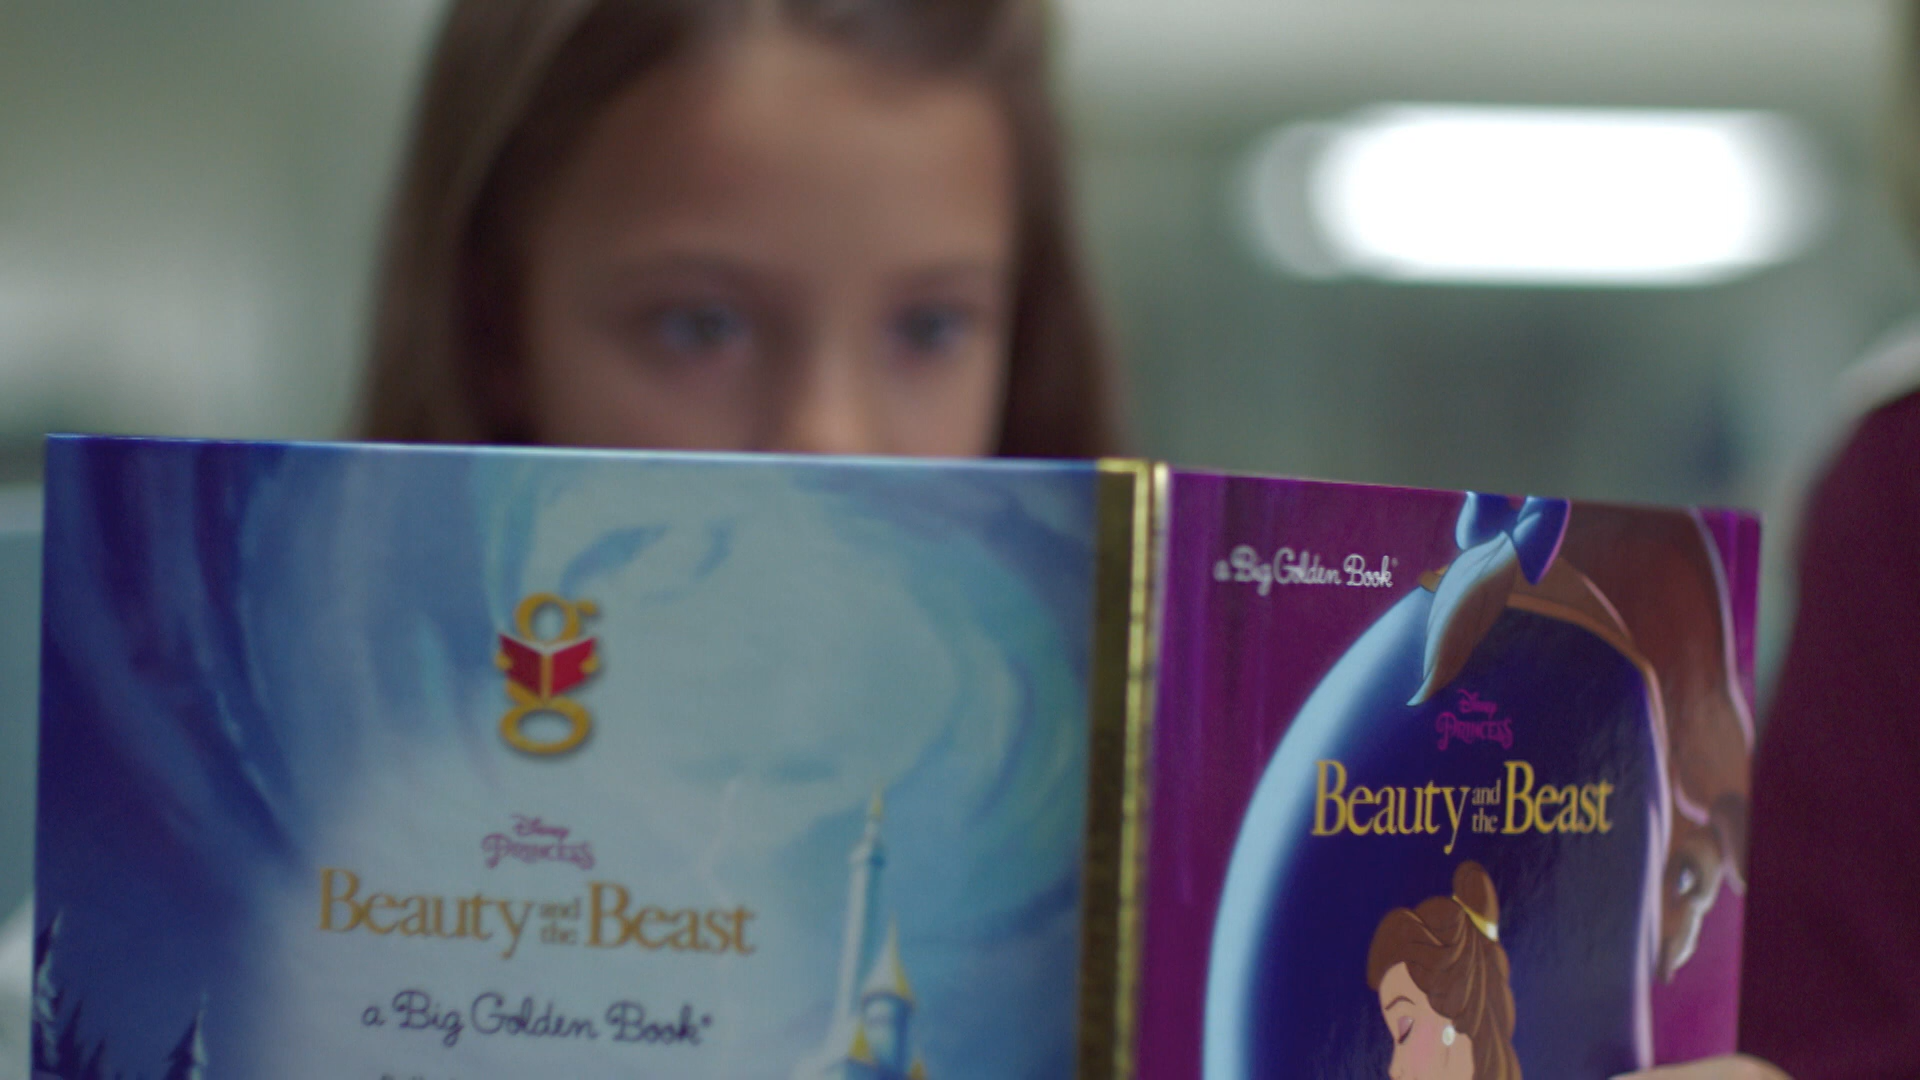 Disney
PRINCESS
Beauty and the Beast
a Big Golden Book®
a Big Golden Book®
Disney
PRINCESS
Beauty and the Beast